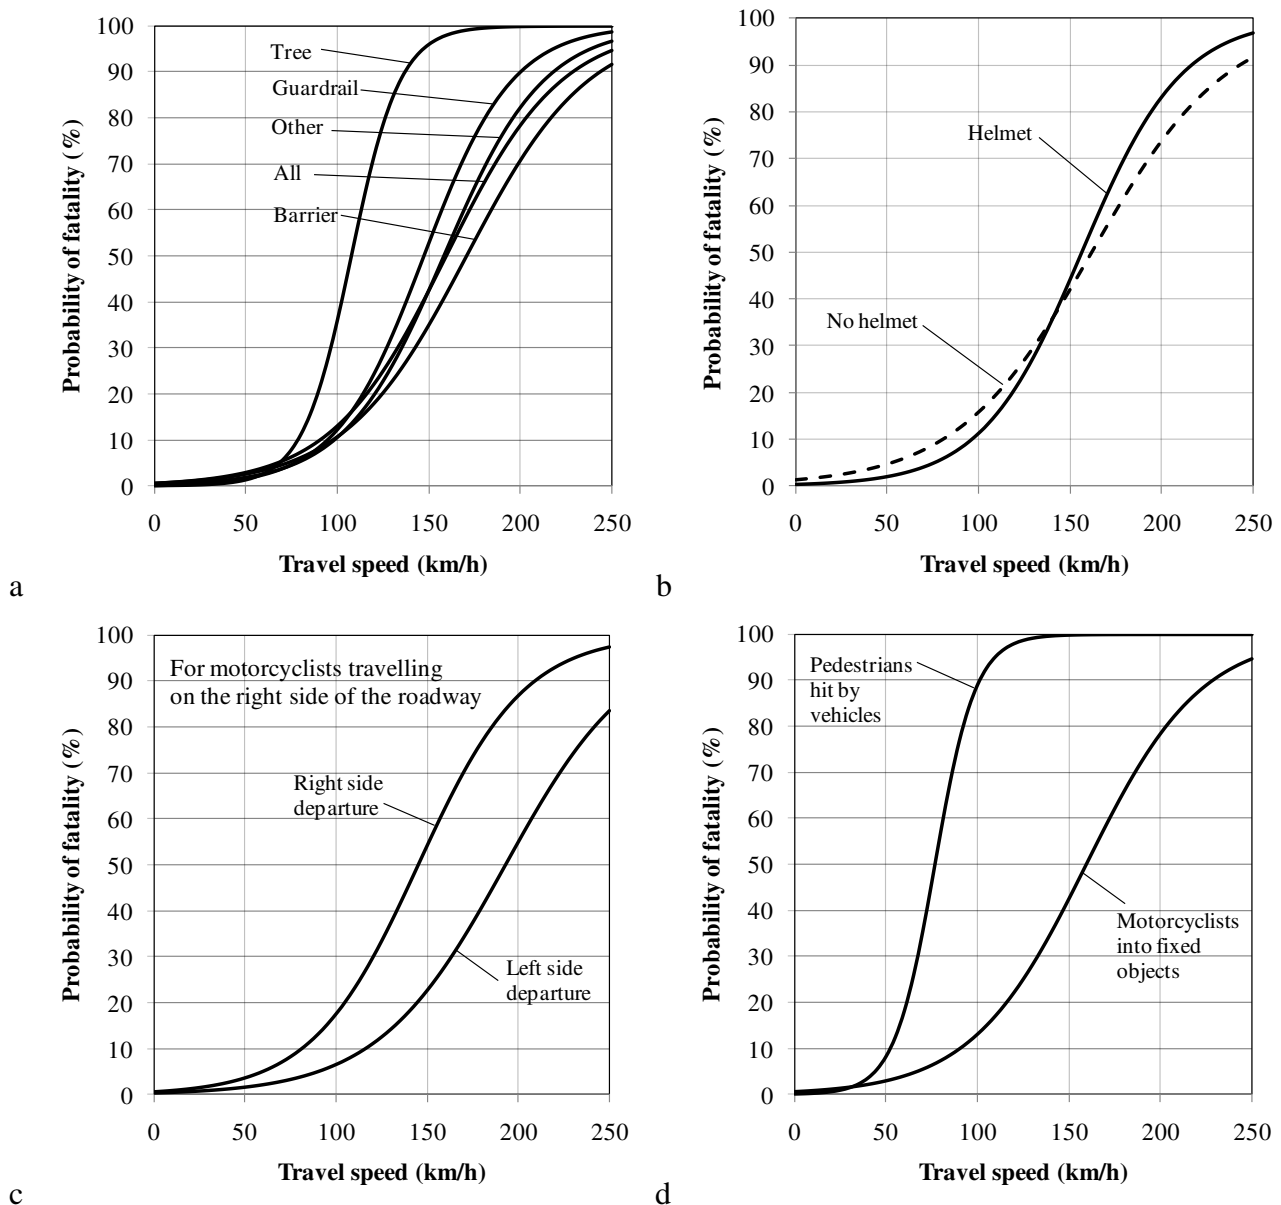 100
90
80
70
60
50
40
30
20
10
0
Probability of fatality (%)
Tree
Guardrail
Other
All
Barrier
0 50 100 150 200 250
Travel speed (km/h)
a
100
90
80
70
60
50
40
30
20
10
0
Probability of fatality (%)
Helmet
No helmet
0 50 100 150 200 250
Travel speed (km/h)
b
100
90
80
70
60
50
40
30
20
10
0
Probability of fatality (%)
For motorcyclists travelling
on the right side of the roadway
Right side
departure
Left side
departure
0 50 100 150 200 250
Travel speed (km/h)
c
100
90
80
70
60
50
40
30
20
10
0
Probability of fatality (%)
Pedestrians
hit by
vehicles
Motorcyclists
into fixed
objects
0 50 100 150 200 250
Travel speed (km/h)
d